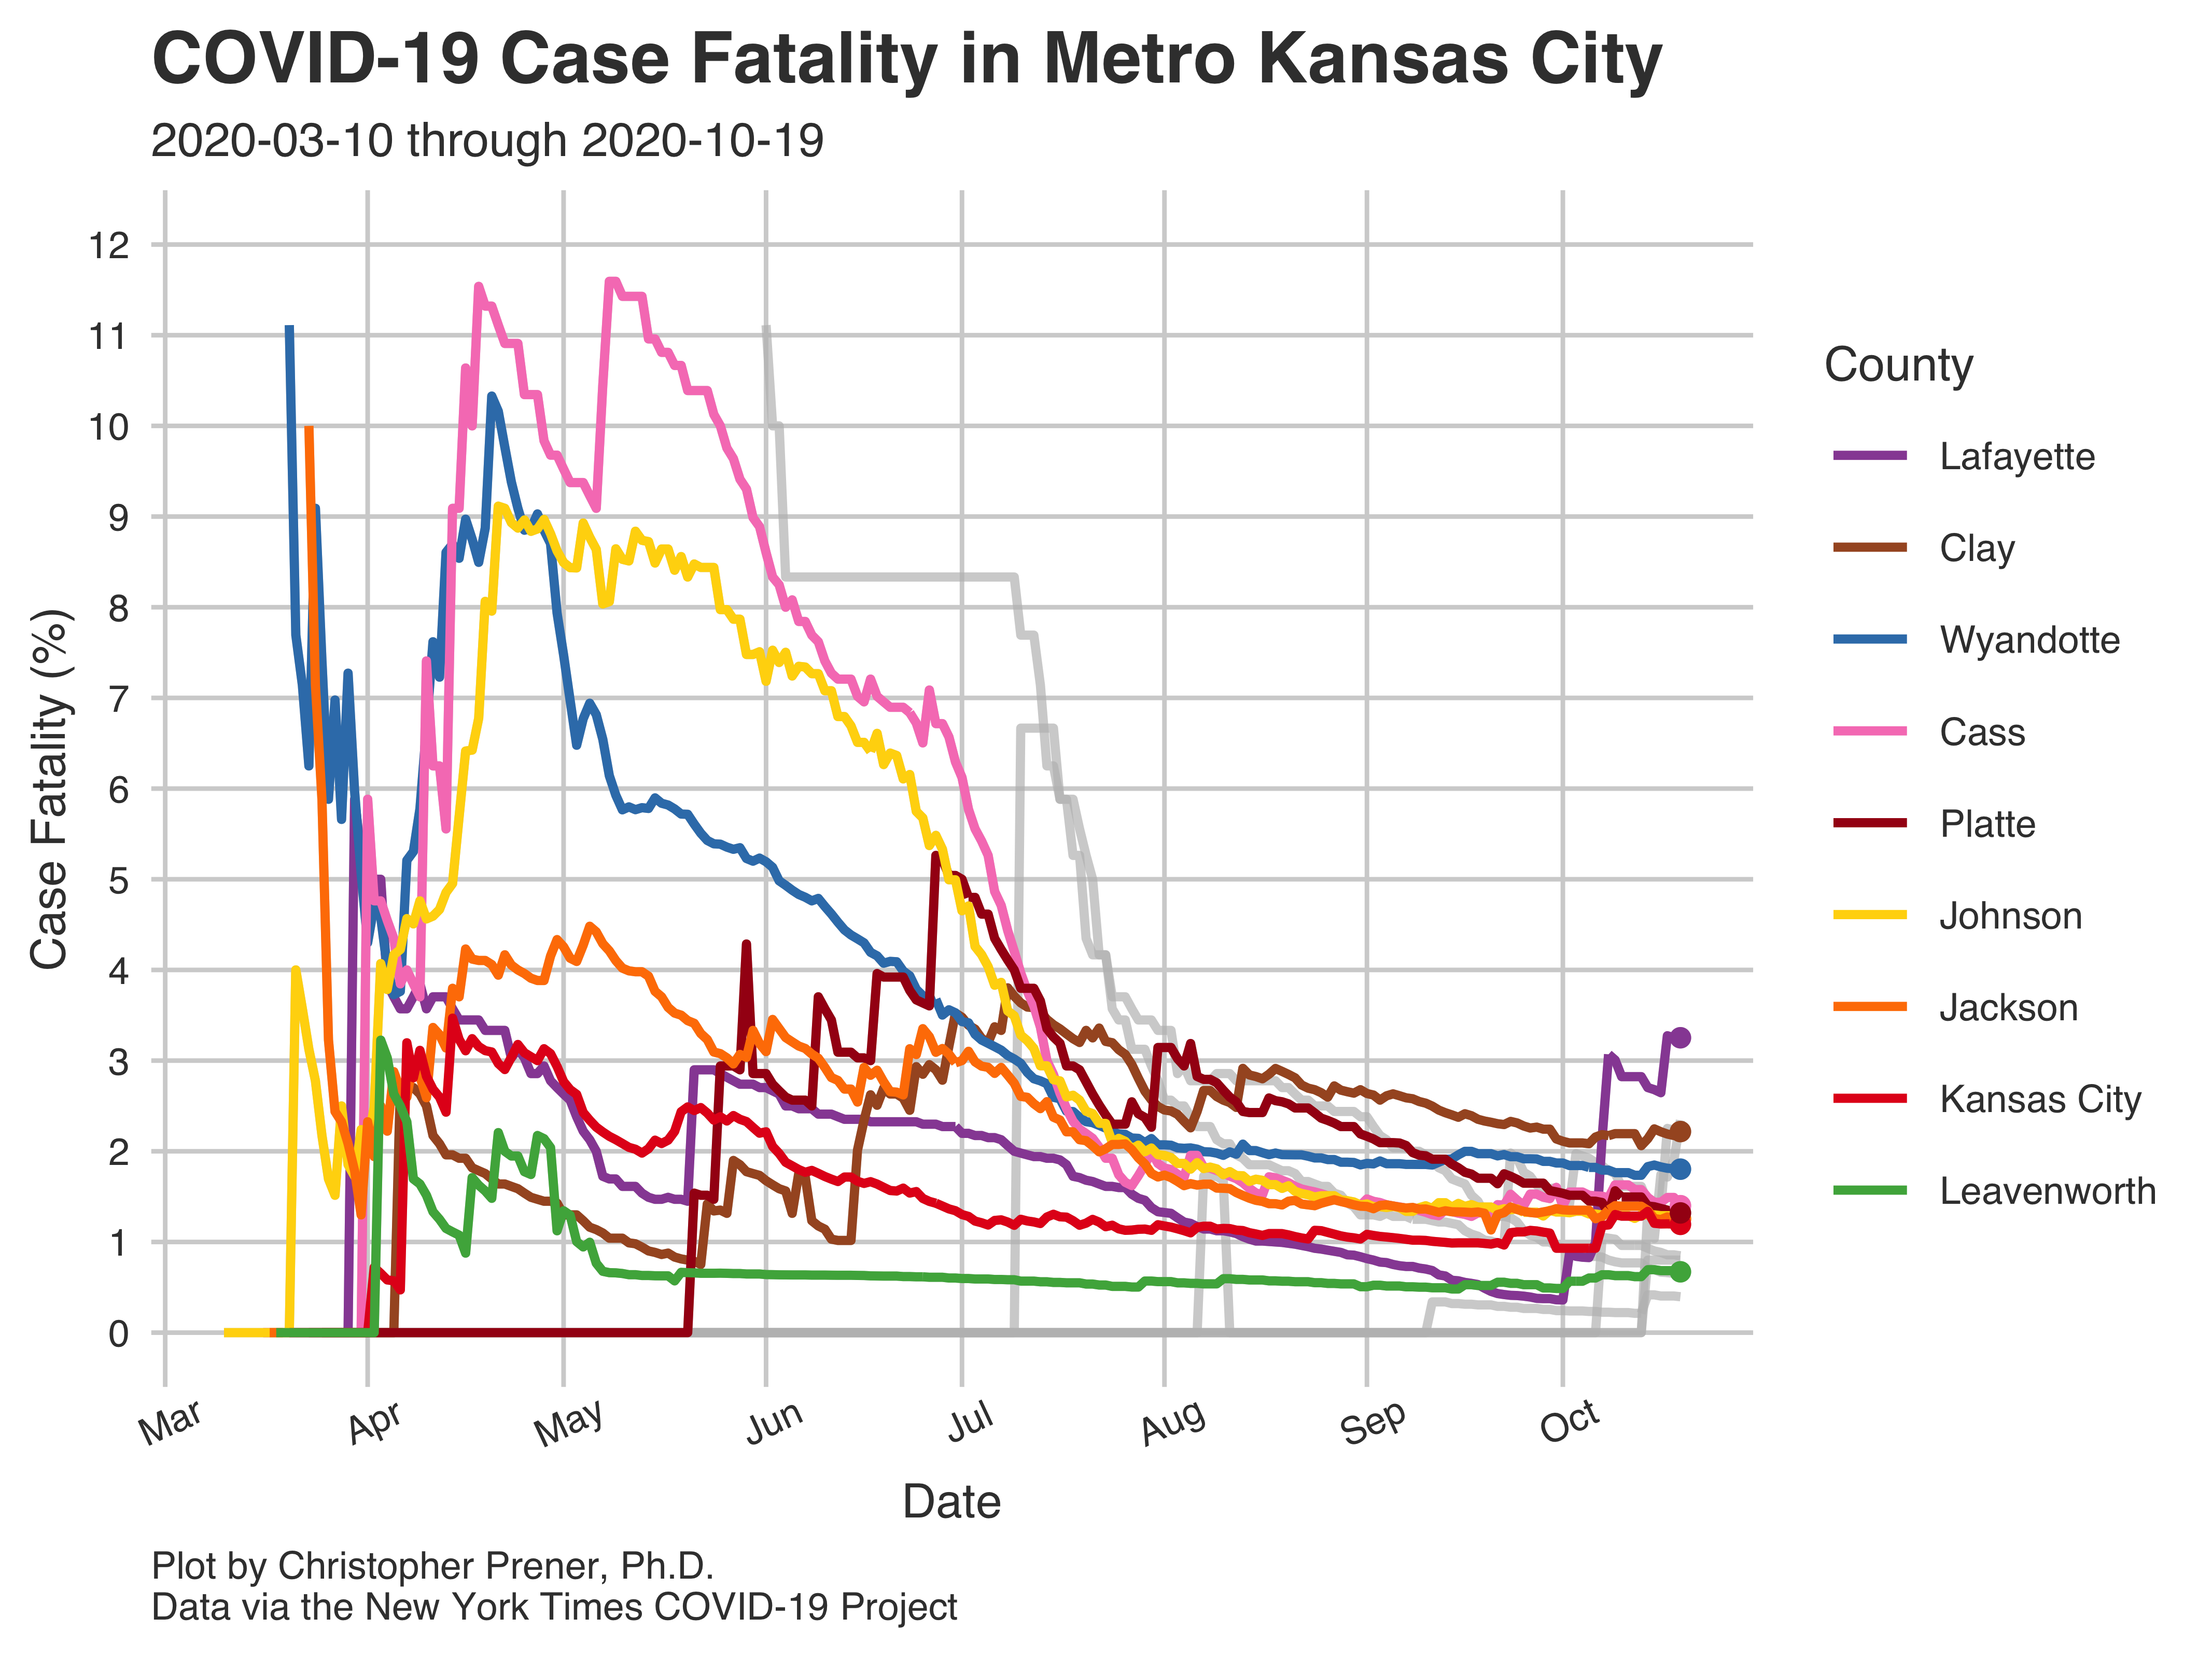 COVID-19 Case Fatality in Metro Kansas City
2020-03-10 through 2020-10-19
12
11
10
9
8
7
6
5
4
3
2
1
0
Case Fatality (%)
Mar
Apr
May
Jun
Jul
Aug
Sep
Oct
Date
County
Lafayette
Clay
Wyandotte
Cass
Platte
Johnson
Jackson
Kansas City
Leavenworth
Plot by Christopher Prener, Ph.D.
Data via the New York Times COVID-19 Project